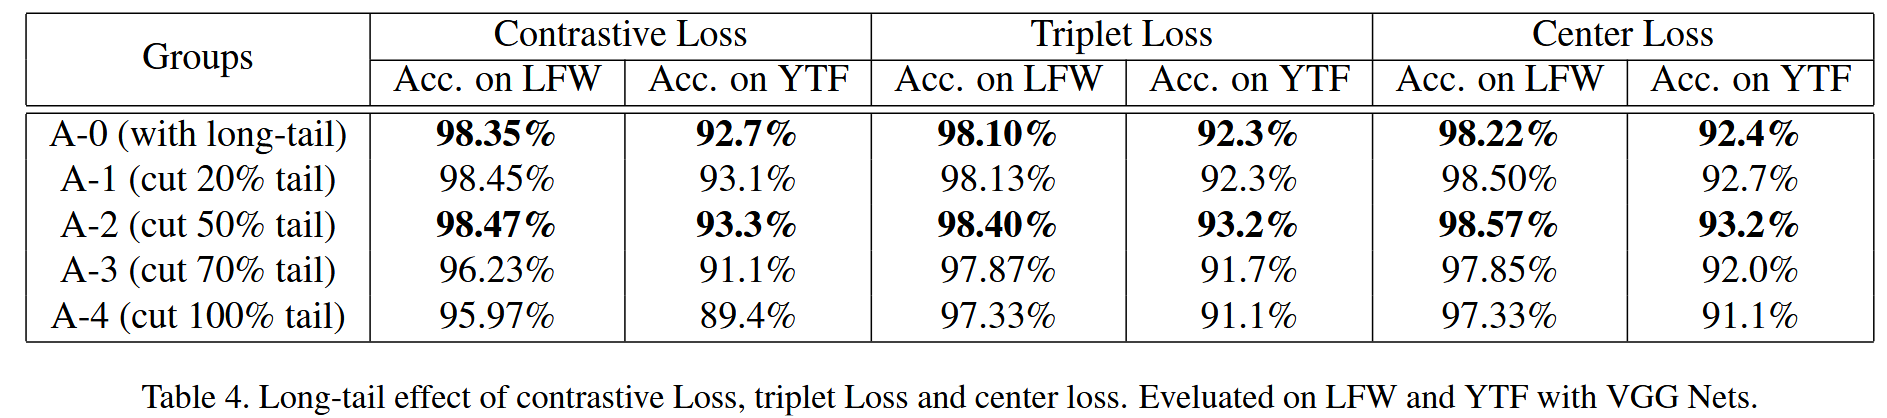 Groups Contrastive Loss Triplet Loss Center Loss
Acc. on LFW Acc. on YTF Acc. on LFW Acc. on YTF Acc. on LFW Acc. on YTF
A-0 (with long-tail) 98.35% 92.7% 98.10% 92.3% 98.22% 92.4%
A-1 (cut 20% tail) 98.45% 93.1% 98.13% 92.3% 98.50% 92.7%
A-2 (cut 50% tail) 98.47% 93.3% 98.40% 93.2% 98.57% 93.2%
A-3 (cut 70% tail) 96.23% 91.1% 97.87% 91.7% 97.85% 92.0%
A-4 (cut 100% tail) 95.97% 89.4% 97.33% 91.1% 97.33% 91.1%
Table 4. Long-tail effect of contrastive Loss, triplet Loss and center loss. Eveluated on LFW and YTF with VGG Nets.